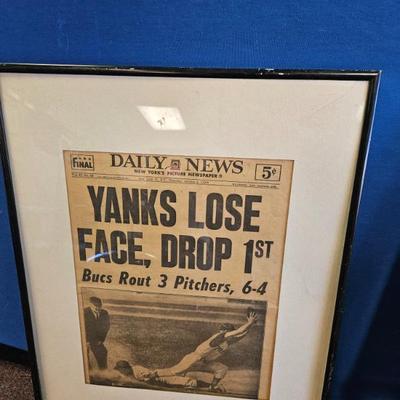 FINAL
DAILY NEWS
5¢
NEW YORK'S PICTURE NEWSPAPER
YANKS LOSE
FACE, DROP 1ST
Bucs Rout 3 Pitchers, 6-4